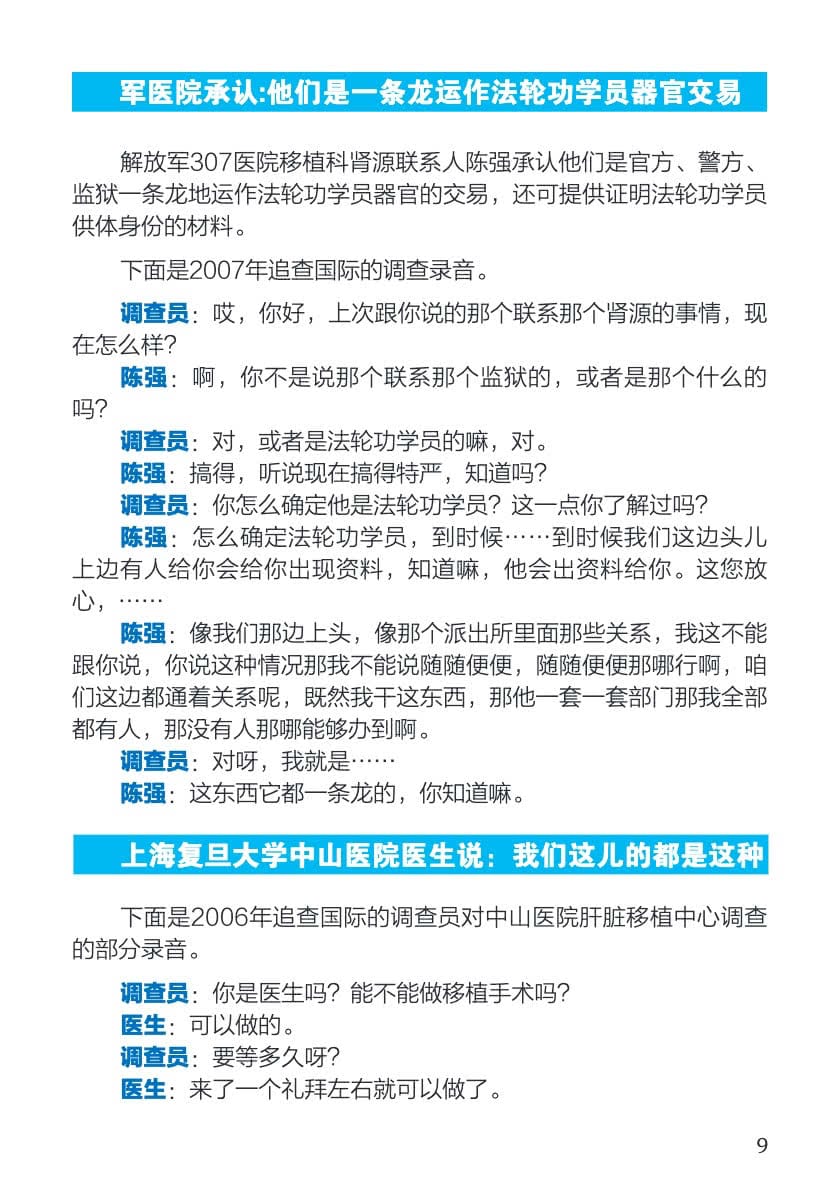 军医院承认:他们是一条龙运作法轮功学员器官交易
解放军307医院移植科肾源联系人陈强承认他们是官方、警方、
监狱一条龙地运作法轮功学员器官的交易，还可提供证明法轮功学员
供体身份的材料。
下面是2007年追查国际的调查录音。
调查员：哎，你好，上次跟你说的那个联系那个肾源的事情，现
在怎么样？
陈强：啊，你不是说那个联系那个监狱的，或者是那个什么的
吗？
调查员：对，或者是法轮功学员的嘛，对。
陈强：搞得，听说现在搞得特严，知道吗？
调查员：你怎么确定他是法轮功学员？这一点你了解过吗？
陈强：怎么确定法轮功学员，到时候……到时候我们这边头儿
上边有人给你会给你出现资料，知道嘛，他会出资料给你。这您放
心，……
陈强：像我们那边上头，像那个派出所里面那些关系，我这不能
跟你说，你说这种情况那我不能说随随便便，随随便便那哪行啊，咱
们这边都通着关系呢，既然我干这东西，那他一套一套部门那我全部
都有人，那没有人那哪能够办到啊。
调查员：对呀，我就是……
陈强：这东西它都一条龙的，你知道嘛。
上海复旦大学中山医院医生说：我们这儿的都是这种
下面是2006年追查国际的调查员对中山医院肝脏移植中心调查
的部分录音。
调查员：你是医生吗？能不能做移植手术吗？
医生：可以做的。
调查员：要等多久呀？
医生：来了一个礼拜左右就可以做了。
9